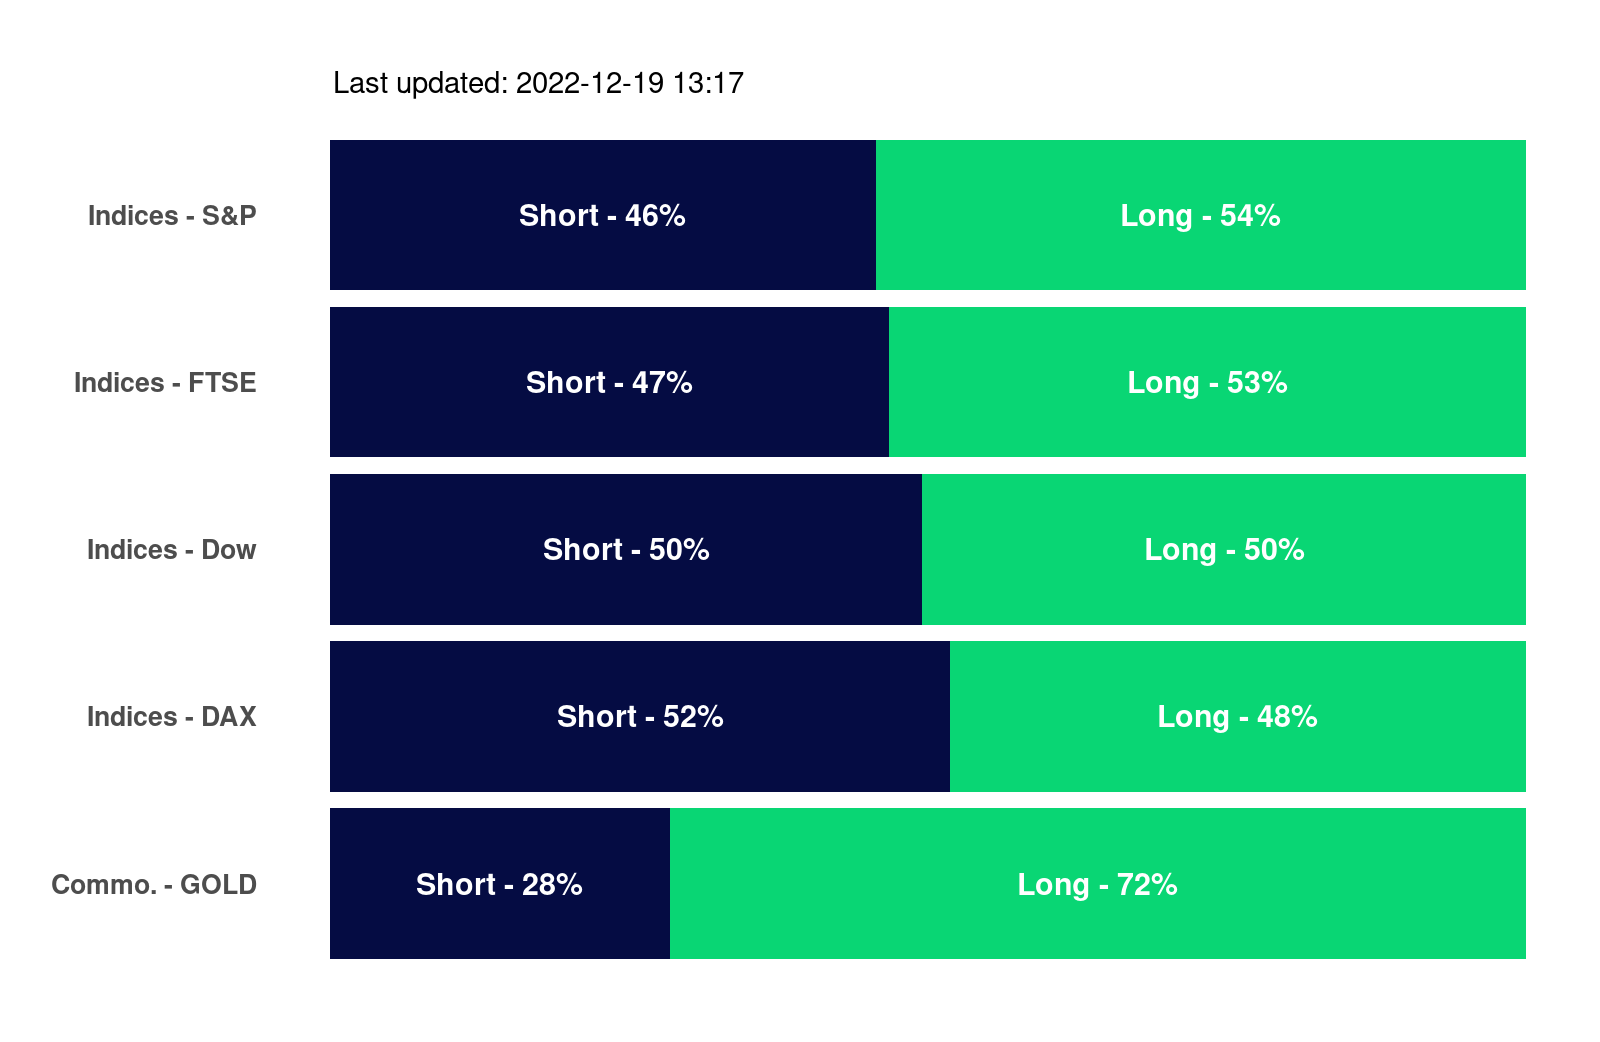 Last updated: 2022-12-19 13:17
Indices - S&P Short - 46% Long - 54%
Indices - FTSE Short - 47% Long - 53%
Indices - Dow Short - 50% Long - 50%
Indices - DAX Short - 52% Long - 48%
Commo. - GOLD Short - 28% Long - 72%